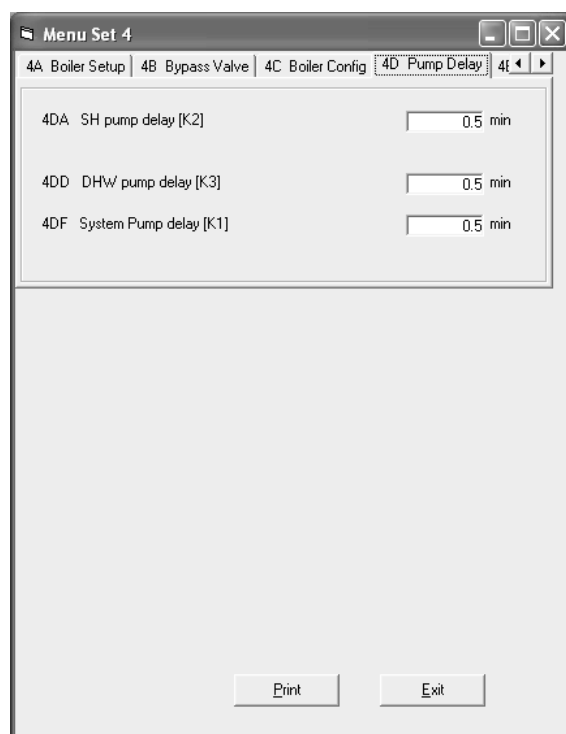 Menu Set 4
4A Boiler Setup 4B Bypass Valve 4C Boiler Config 4D Pump Delay
4DA SH pump delay [K2] 0.5 min
4DD DHW pump delay [K3] 0.5 min
4DF System Pump delay [K1] 0.5 min
Print Exit